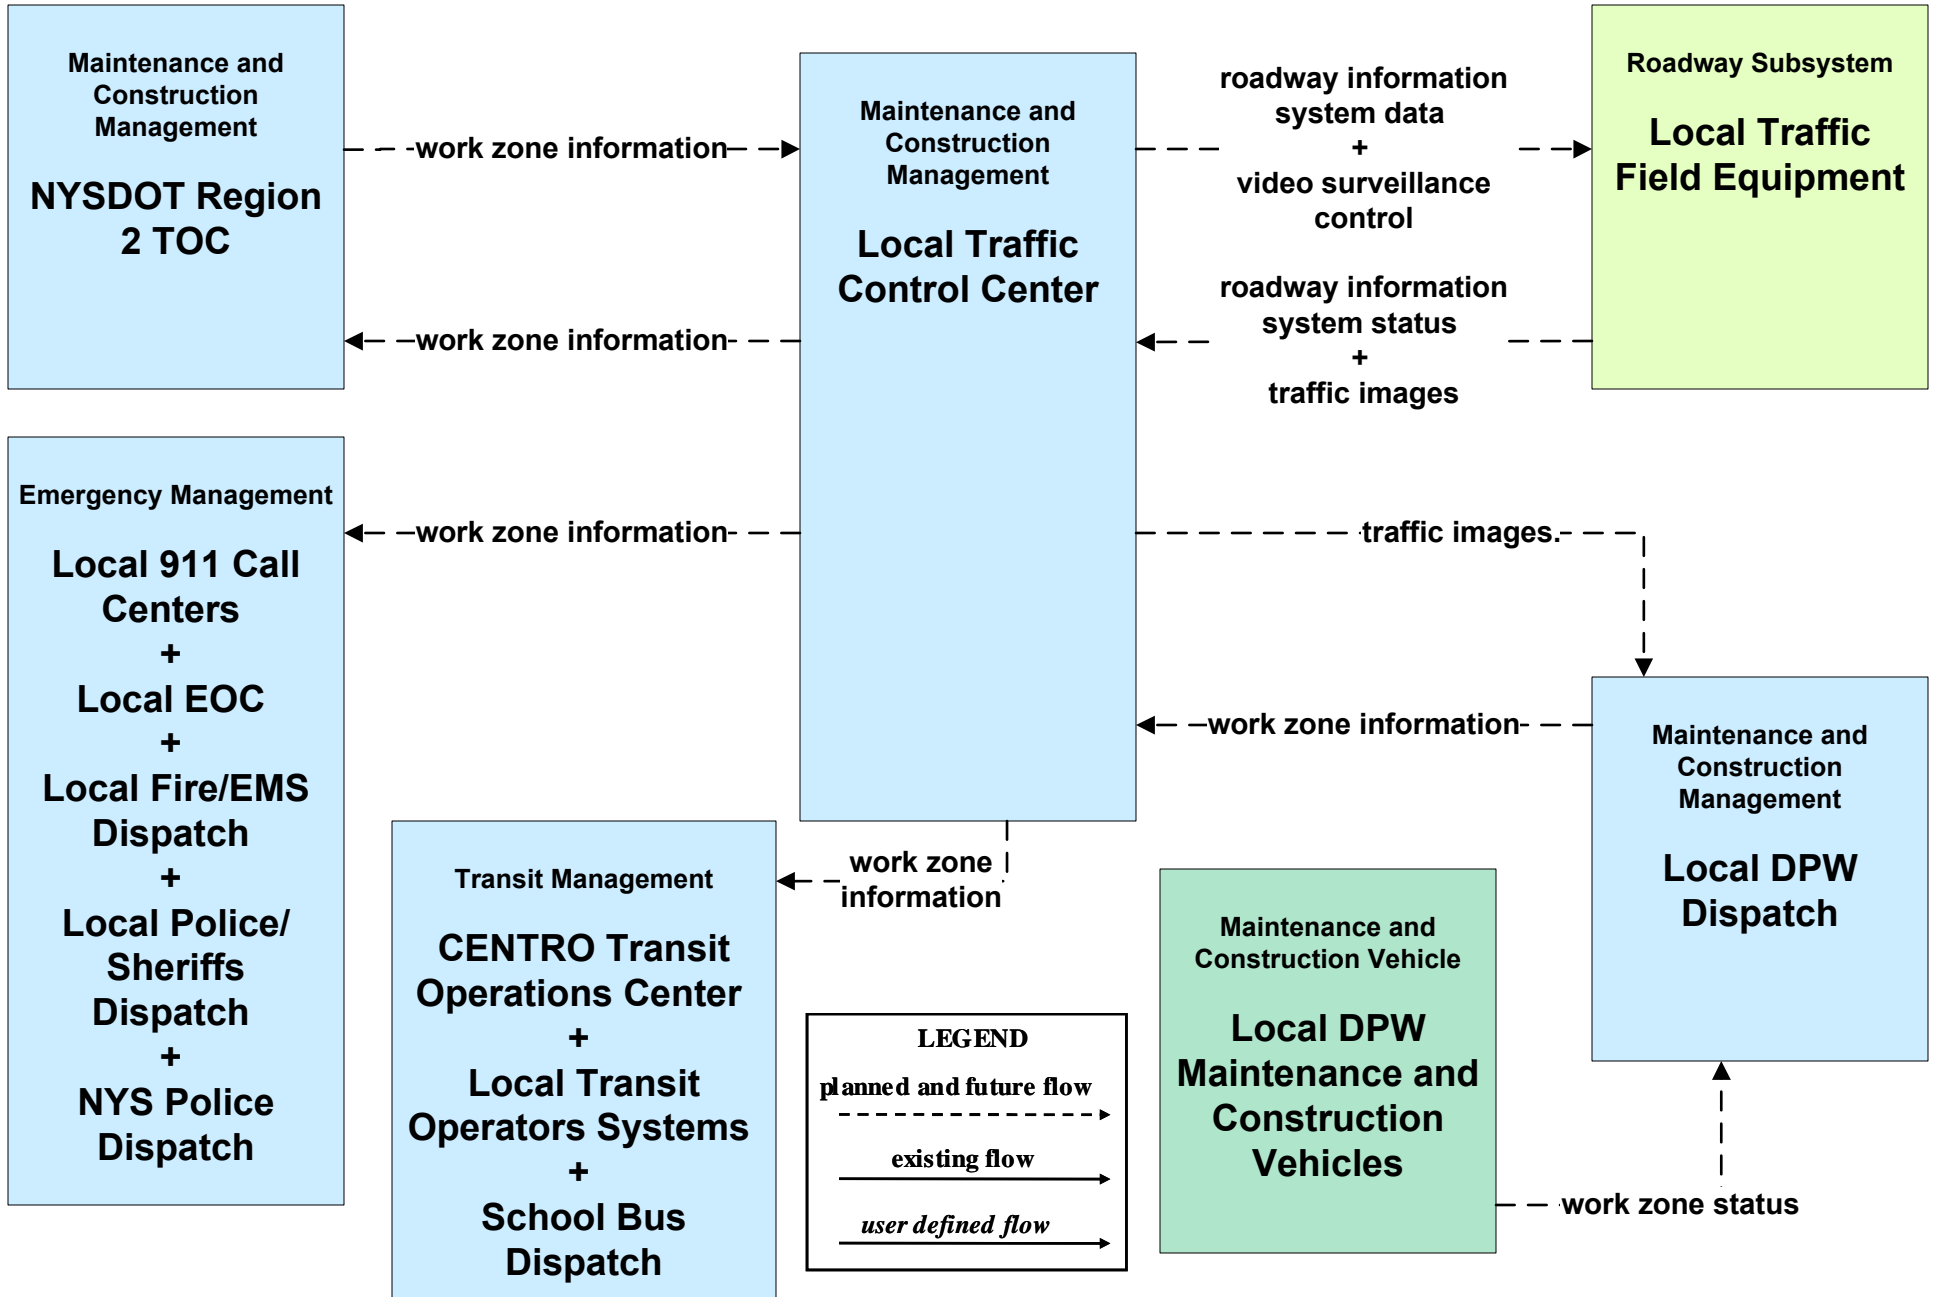 Maintenance and
Construction
Management
NYSDOT Region
2 TOC
work zone information
work zone information
Maintenance and
Construction
Management
Local Traffic
Control Center
roadway information
system data
+
video surveillance
control
roadway information
system status
+
traffic images
Roadway Subsystem
Local Traffic
Field Equipment
Emergency Management
Local 911 Call
Centers
+
Local EOC
+
Local Fire/EMS
Dispatch
+
Local Police/
Sheriffs
Dispatch
+
NYS Police
Dispatch
work zone information
traffic images.
work zone information
Maintenance and
Construction
Management
Local DPW
Dispatch
work zone
information
Transit Management
CENTRO Transit
Operations Center
+
Local Transit
Operators Systems
+
School Bus
Dispatch
LEGEND
planned and future flow
existing flow
user defined flow
Maintenance and
Construction Vehicle
Local DPW
Maintenance and
Construction
Vehicles
work zone status